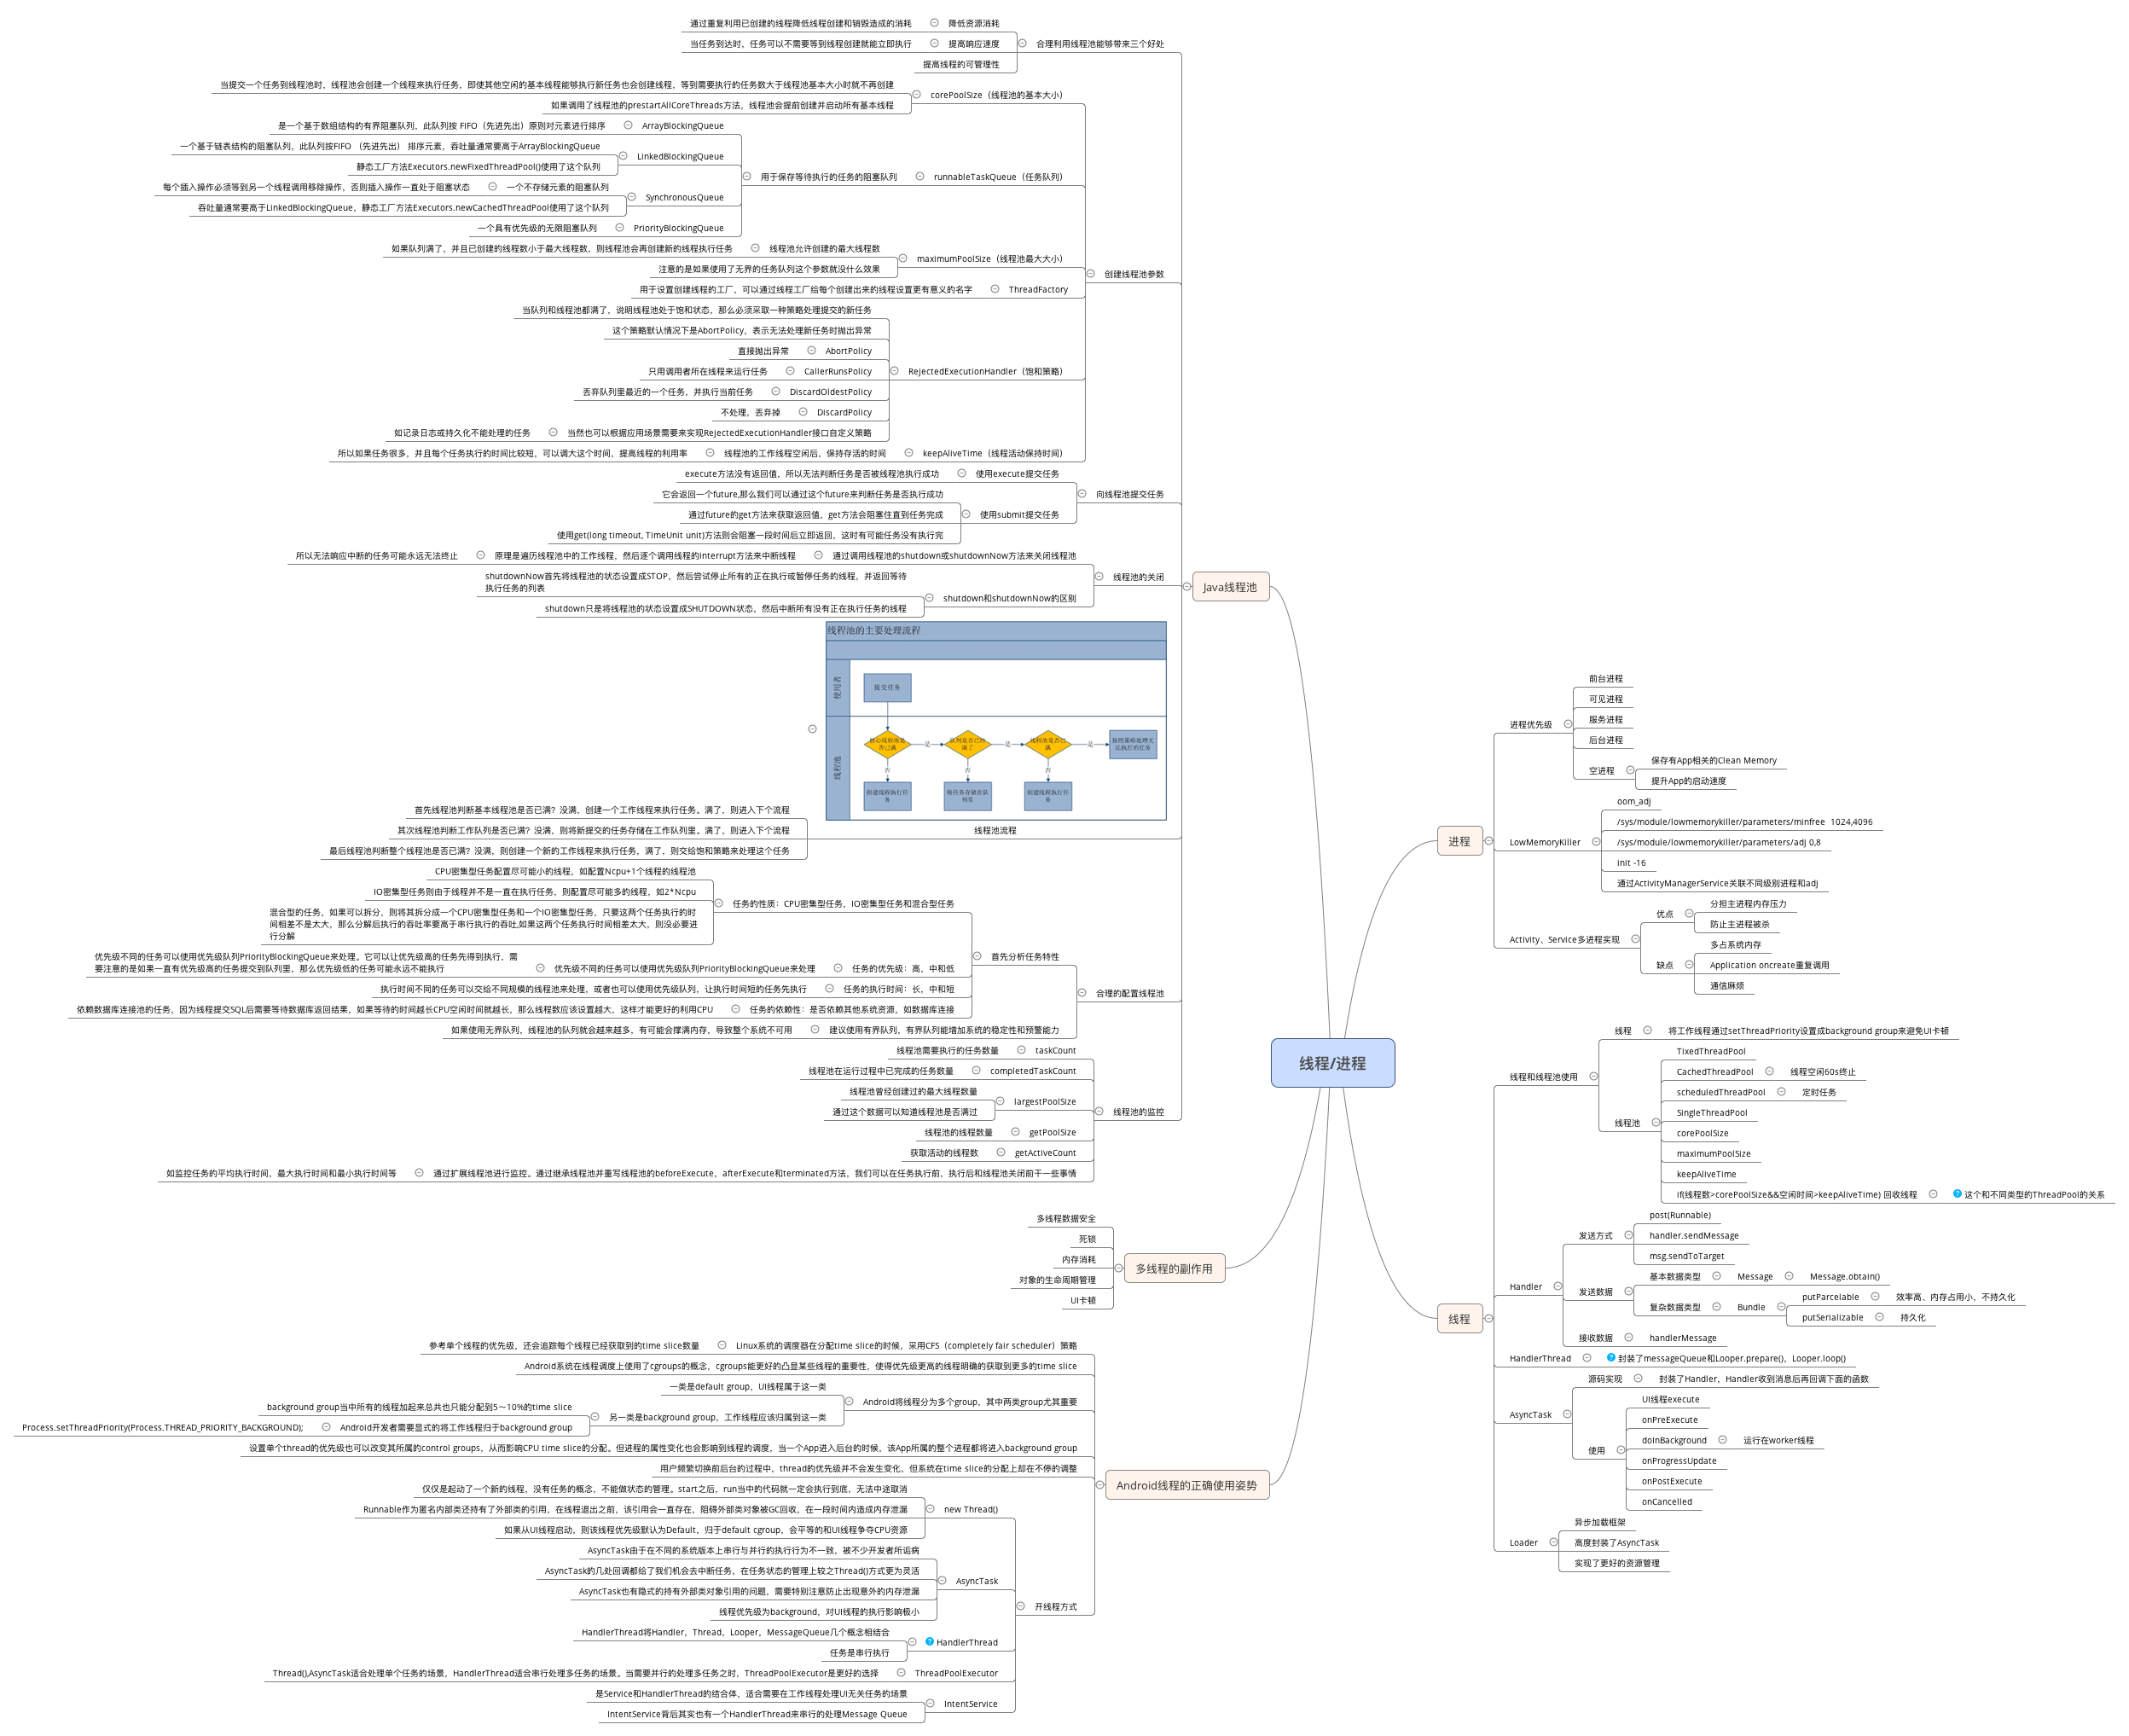 线程/进程
Java线程池
合理利用线程池能够带来三个好处
降低资源消耗
通过重复利用已创建的线程降低线程创建和销毁造成的消耗
提高响应速度
当任务到达时，任务可以不需要等到线程创建就能立即执行
提高线程的可管理性
创建线程池参数
corePoolSize（线程池的基本大小）
当提交一个任务到线程池时，线程池会创建一个线程来执行任务，即使其他空闲的基本线程能够执行新任务也会创建线程，等到需要执行的任务数大于线程池基本大小时就不再创建
如果调用了线程池的prestartAllCoreThreads方法，线程池会提前创建并启动所有基本线程
runnableTaskQueue（任务队列）
用于保存等待执行的任务的阻塞队列
ArrayBlockingQueue
是一个基于数组结构的有界阻塞队列，此队列按 FIFO（先进先出）原则对元素进行排序
LinkedBlockingQueue
一个基于链表结构的阻塞队列，此队列按FIFO （先进先出） 排序元素，吞吐量通常要高于ArrayBlockingQueue
静态工厂方法Executors.newFixedThreadPool()使用了这个队列
SynchronousQueue
一个不存储元素的阻塞队列
每个插入操作必须等到另一个线程调用移除操作，否则插入操作一直处于阻塞状态
吞吐量通常要高于LinkedBlockingQueue，静态工厂方法Executors.newCachedThreadPool使用了这个队列
PriorityBlockingQueue
一个具有优先级的无限阻塞队列
maximumPoolSize（线程池最大大小）
线程池允许创建的最大线程数
如果队列满了，并且已创建的线程数小于最大线程数，则线程池会再创建新的线程执行任务
注意的是如果使用了无界的任务队列这个参数就没什么效果
ThreadFactory
用于设置创建线程的工厂，可以通过线程工厂给每个创建出来的线程设置更有意义的名字
RejectedExecutionHandler（饱和策略）
当队列和线程池都满了，说明线程池处于饱和状态，那么必须采取一种策略处理提交的新任务
这个策略默认情况下是AbortPolicy，表示无法处理新任务时抛出异常
AbortPolicy
直接抛出异常
CallerRunsPolicy
只用调用者所在线程来运行任务
DiscardOldestPolicy
丢弃队列里最近的一个任务，并执行当前任务
DiscardPolicy
不处理，丢弃掉
当然也可以根据应用场景需要来实现RejectedExecutionHandler接口自定义策略
如记录日志或持久化不能处理的任务
keepAliveTime（线程活动保持时间）
线程池的工作线程空闲后，保持存活的时间
所以如果任务很多，并且每个任务执行的时间比较短，可以调大这个时间，提高线程的利用率
向线程池提交任务
使用execute提交任务
execute方法没有返回值，所以无法判断任务是否被线程池执行成功
使用submit提交任务
它会返回一个future,那么我们可以通过这个future来判断任务是否执行成功
通过future的get方法来获取返回值，get方法会阻塞住直到任务完成
使用get(long timeout, TimeUnit unit)方法则会阻塞一段时间后立即返回，这时有可能任务没有执行完
线程池的关闭
通过调用线程池的shutdown或shutdownNow方法来关闭线程池
原理是遍历线程池中的工作线程，然后逐个调用线程的interrupt方法来中断线程
所以无法响应中断的任务可能永远无法终止
shutdown和shutdownNow的区别
shutdownNow首先将线程池的状态设置成STOP，然后尝试停止所有的正在执行或暂停任务的线程，并返回等待
执行任务的列表
shutdown只是将线程池的状态设置成SHUTDOWN状态，然后中断所有没有正在执行任务的线程
线程池的主要处理流程
使用者
提交任务
线程池
核心线程池是
否已满
是
队列是否已经
满了
是
线程池是否已
满
是
按照策略处理无
法执行的任务
否
否
否
创建线程执行任
务
将任务存储在队
列里
创建线程执行任
务
线程池流程
首先线程池判断基本线程池是否已满？没满，创建一个工作线程来执行任务。满了，则进入下个流程
其次线程池判断工作队列是否已满？没满，则将新提交的任务存储在工作队列里。满了，则进入下个流程
最后线程池判断整个线程池是否已满？没满，则创建一个新的工作线程来执行任务，满了，则交给饱和策略来处理这个任务
合理的配置线程池
首先分析任务特性
任务的性质：CPU密集型任务，IO密集型任务和混合型任务
CPU密集型任务配置尽可能小的线程，如配置Ncpu+1个线程的线程池
IO密集型任务则由于线程并不是一直在执行任务，则配置尽可能多的线程，如2*Ncpu
混合型的任务，如果可以拆分，则将其拆分成一个CPU密集型任务和一个IO密集型任务，只要这两个任务执行的时
间相差不是太大，那么分解后执行的吞吐率要高于串行执行的吞吐,如果这两个任务执行时间相差太大，则没必要进
行分解
任务的优先级：高，中和低
优先级不同的任务可以使用优先级队列PriorityBlockingQueue来处理
优先级不同的任务可以使用优先级队列PriorityBlockingQueue来处理。它可以让优先级高的任务先得到执行，需
要注意的是如果一直有优先级高的任务提交到队列里，那么优先级低的任务可能永远不能执行
任务的执行时间：长，中和短
执行时间不同的任务可以交给不同规模的线程池来处理，或者也可以使用优先级队列，让执行时间短的任务先执行
任务的依赖性：是否依赖其他系统资源，如数据库连接
依赖数据库连接池的任务，因为线程提交SQL后需要等待数据库返回结果，如果等待的时间越长CPU空闲时间就越长，那么线程数应该设置越大，这样才能更好的利用CPU
建议使用有界队列，有界队列能增加系统的稳定性和预警能力
如果使用无界队列，线程池的队列就会越来越多，有可能会撑满内存，导致整个系统不可用
线程池的监控
taskCount
线程池需要执行的任务数量
completedTaskCount
线程池在运行过程中已完成的任务数量
largestPoolSize
线程池曾经创建过的最大线程数量
通过这个数据可以知道线程池是否满过
getPoolSize
线程池的线程数量
getActiveCount
获取活动的线程数
通过扩展线程池进行监控。通过继承线程池并重写线程池的beforeExecute，afterExecute和terminated方法，我们可以在任务执行前，执行后和线程池关闭前干一些事情
如监控任务的平均执行时间，最大执行时间和最小执行时间等
多线程的副作用
多线程数据安全
死锁
内存消耗
对象的生命周期管理
UI卡顿
Android线程的正确使用姿势
Linux系统的调度器在分配time slice的时候，采用CFS（completely fair scheduler）策略
参考单个线程的优先级，还会追踪每个线程已经获取到的time slice数量
Android系统在线程调度上使用了cgroups的概念，cgroups能更好的凸显某些线程的重要性，使得优先级更高的线程明确的获取到更多的time slice
Android将线程分为多个group，其中两类group尤其重要
一类是default group，UI线程属于这一类
另一类是background group，工作线程应该归属到这一类
background group当中所有的线程加起来总共也只能分配到5～10%的time slice
Android开发者需要显式的将工作线程归于background group
Process.setThreadPriority(Process.THREAD_PRIORITY_BACKGROUND);
设置单个thread的优先级也可以改变其所属的control groups，从而影响CPU time slice的分配。但进程的属性变化也会影响到线程的调度，当一个App进入后台的时候，该App所属的整个进程都将进入background group
用户频繁切换前后台的过程中，thread的优先级并不会发生变化，但系统在time slice的分配上却在不停的调整
开线程方式
new Thread()
仅仅是起动了一个新的线程，没有任务的概念，不能做状态的管理。start之后，run当中的代码就一定会执行到底，无法中途取消
Runnable作为匿名内部类还持有了外部类的引用，在线程退出之前，该引用会一直存在，阻碍外部类对象被GC回收，在一段时间内造成内存泄漏
如果从UI线程启动，则该线程优先级默认为Default，归于default cgroup，会平等的和UI线程争夺CPU资源
AsyncTask
AsyncTask由于在不同的系统版本上串行与并行的执行行为不一致，被不少开发者所诟病
AsyncTask的几处回调都给了我们机会去中断任务，在任务状态的管理上较之Thread()方式更为灵活
AsyncTask也有隐式的持有外部类对象引用的问题，需要特别注意防止出现意外的内存泄漏
线程优先级为background，对UI线程的执行影响极小
HandlerThread
HandlerThread将Handler，Thread，Looper，MessageQueue几个概念相结合
任务是串行执行
ThreadPoolExecutor
Thread(),AsyncTask适合处理单个任务的场景，HandlerThread适合串行处理多任务的场景。当需要并行的处理多任务之时，ThreadPoolExecutor是更好的选择
IntentService
是Service和HandlerThread的结合体，适合需要在工作线程处理UI无关任务的场景
IntentService背后其实也有一个HandlerThread来串行的处理Message Queue
进程
进程优先级
前台进程
可见进程
服务进程
后台进程
空进程
保存有App相关的Clean Memory
提升App的启动速度
LowMemoryKiller
oom_adj
/sys/module/lowmemorykiller/parameters/minfree 1024,4096
/sys/module/lowmemorykiller/parameters/adj 0,8
init -16
通过ActivityManagerService关联不同级别进程和adj
Activity、Service多进程实现
优点
分担主进程内存压力
防止主进程被杀
缺点
多占系统内存
Application oncreate重复调用
通信麻烦
线程
线程和线程池使用
线程
将工作线程通过setThreadPriority设置成background group来避免UI卡顿
线程池
TixedThreadPool
CachedThreadPool
线程空闲60s终止
scheduledThreadPool
定时任务
SingleThreadPool
corePoolSize
maximumPoolSize
keepAliveTime
if(线程数>corePoolSize&&空闲时间>keepAliveTime) 回收线程
这个和不同类型的ThreadPool的关系
Handler
发送方式
post(Runnable)
handler.sendMessage
msg.sendToTarget
发送数据
基本数据类型
Message
Message.obtain()
复杂数据类型
Bundle
putParcelable
效率高、内存占用小，不持久化
putSerializable
持久化
接收数据
handlerMessage
HandlerThread
封装了messageQueue和Looper.prepare()，Looper.loop()
AsyncTask
源码实现
封装了Handler，Handler收到消息后再回调下面的函数
使用
UI线程execute
onPreExecute
doInBackground
运行在worker线程
onProgressUpdate
onPostExecute
onCancelled
Loader
异步加载框架
高度封装了AsyncTask
实现了更好的资源管理